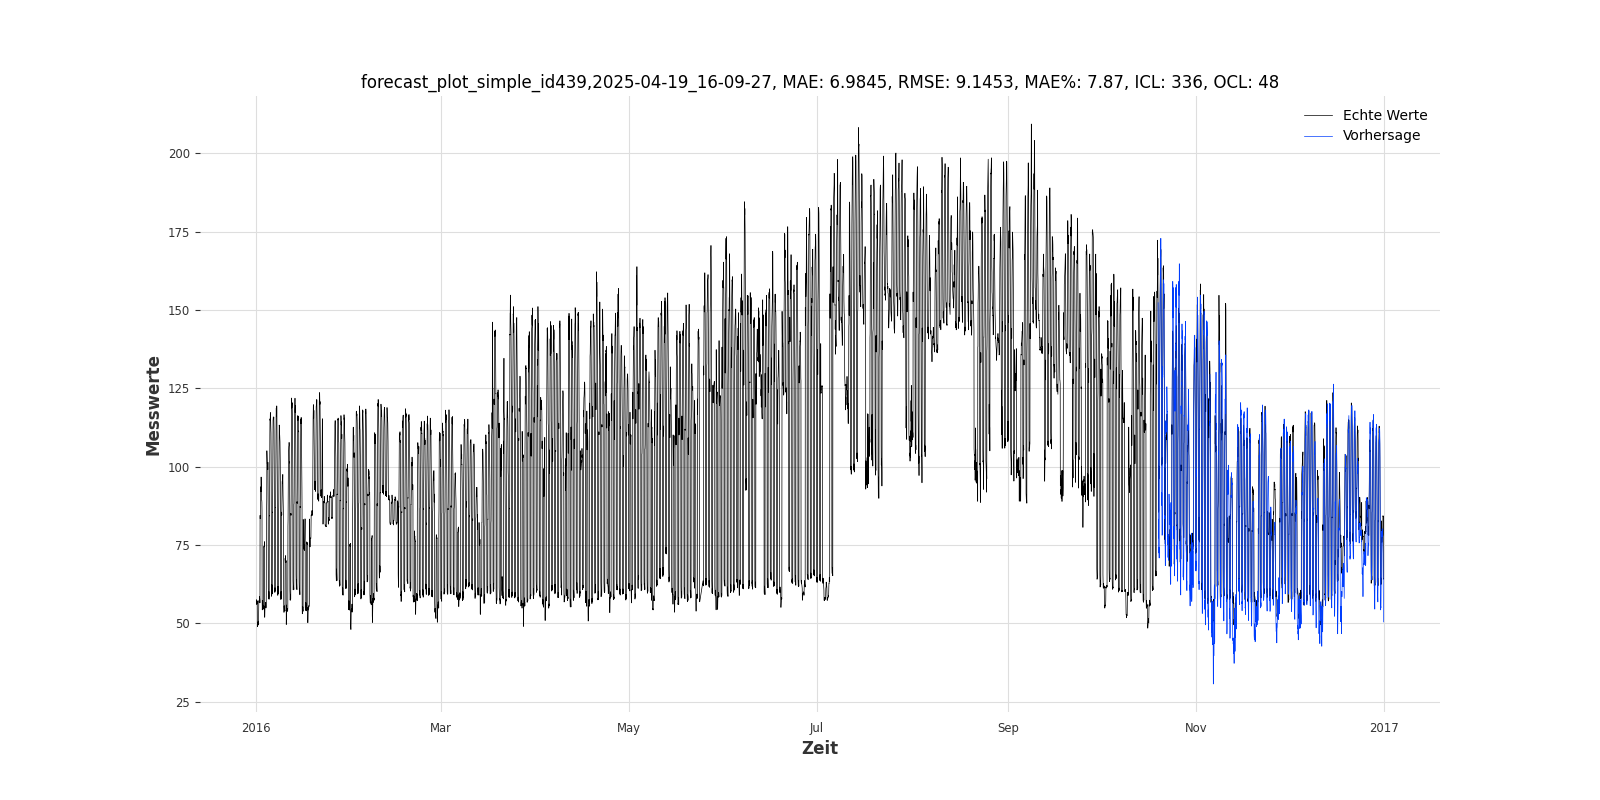 forecast_plot_simple_id439,2025-04-19_16-09-27, MAE: 6.9845, RMSE: 9.1453, MAE%: 7.87, ICL: 336, OCL: 48
Echte Werte
Vorhersage
200
175
150
125
100
75
50
25
Messwerte
2016
Mar
May
Jul
Sep
Nov
2017
Zeit